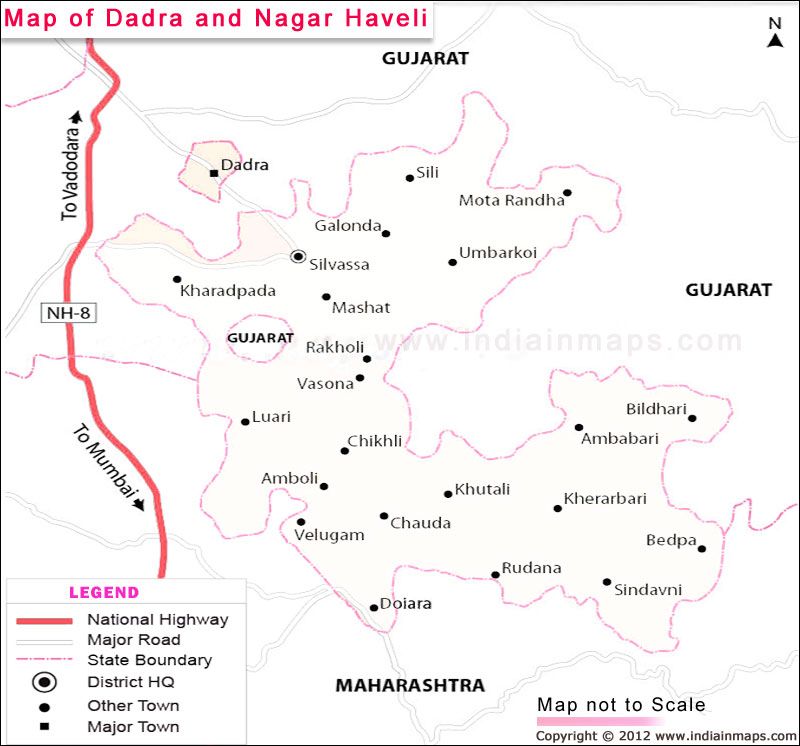 Map of Dadra and Nagar Haveli
N
GUJARAT
To Vadodara
Dadra
Sili
Mota Randha
Galonda
Umbarkoi
Silvassa
Kharadpada
Mashat
GUJARAT
NH-8
GUJARAT
www.indiainmaps.com
Rakholi
Vasona
Luari
Bildhari
Ambabari
Chikhli
To Mumbai
Amboli
Khutali
Kherarbari
Chauda
Velugam
Bedpa
Rudana
Sindavni
Doiara
LEGEND
National Highway
Major Road
State Boundary
District HQ
Other Town
Major Town
MAHARASHTRA
Map not to Scale
Copyright © 2012 www.indiainmaps.com